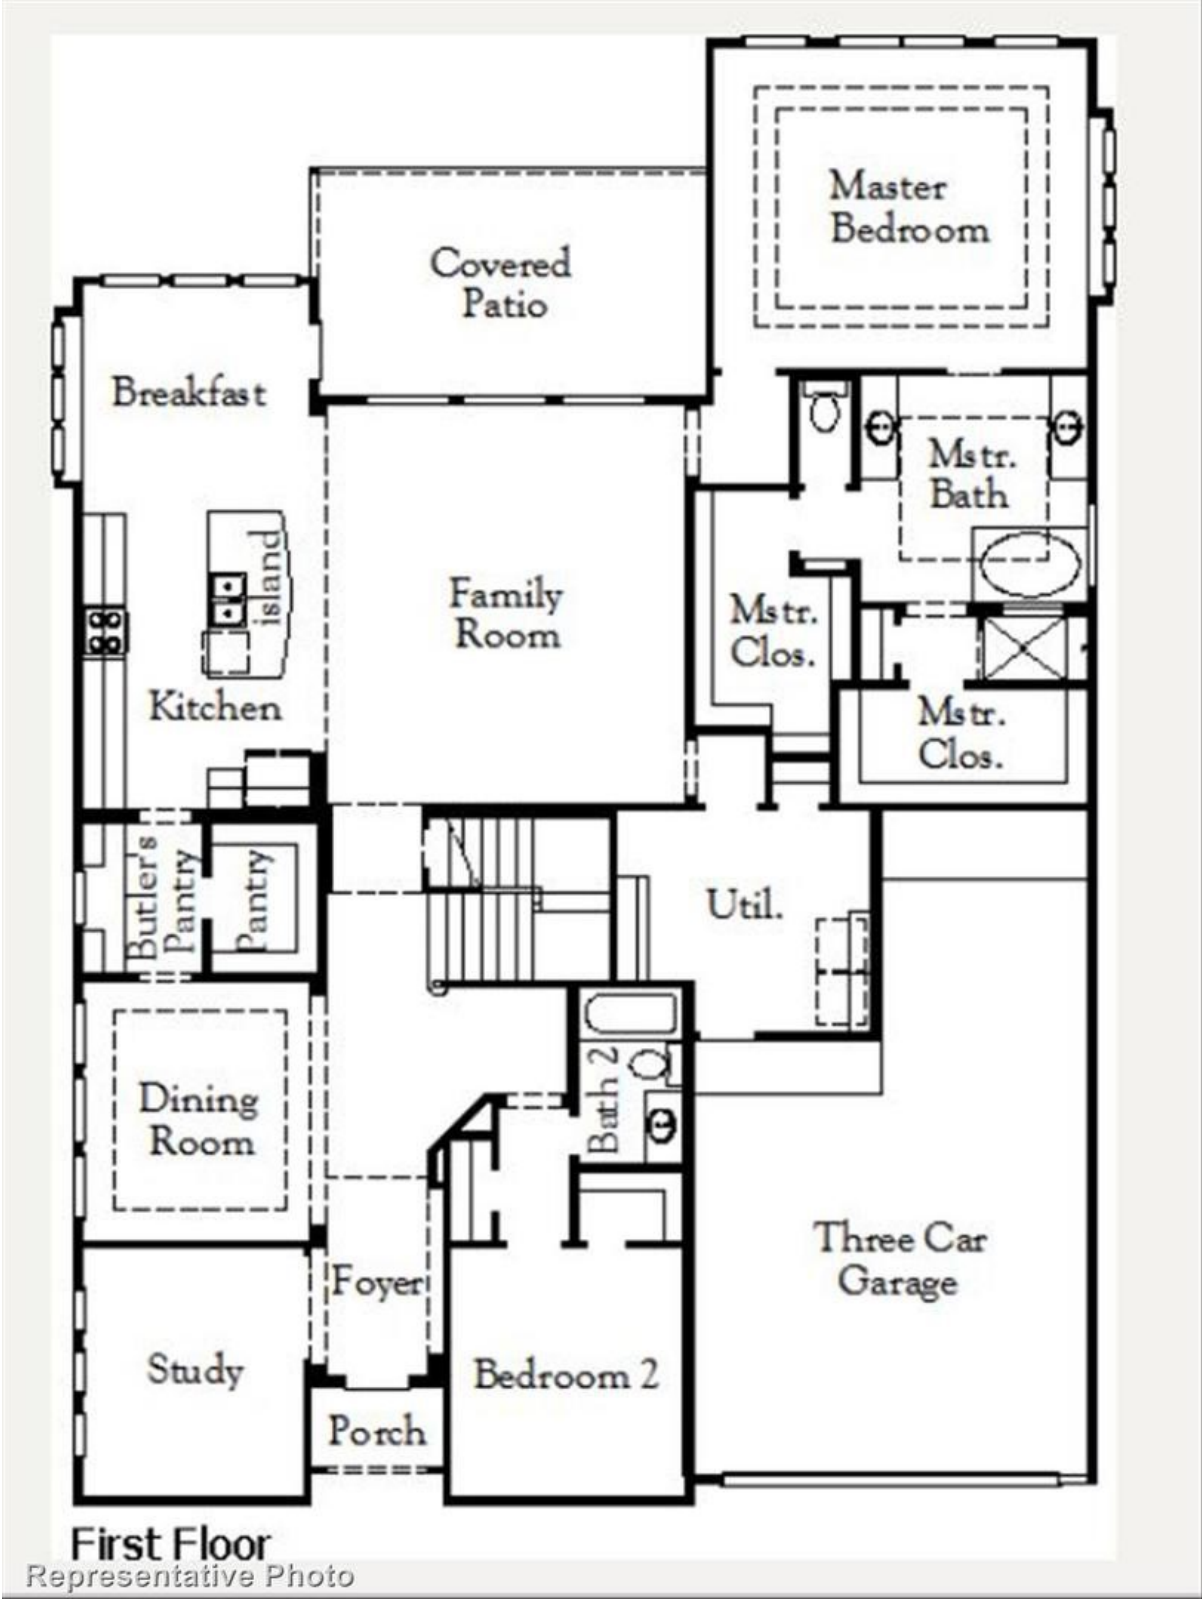 Master
Bedroom
Covered
Patio
Breakfast
Mstr.
Bath
island
Family
Room
Mstr.
Clos.
Kitchen
Mstr.
Clos.
Butler's
Pantry
Pantry
Util.
Dining
Room
Bath 2
Three Car
Garage
Foyer
Study
Bedroom 2
Porch
First Floor
Representative Photo